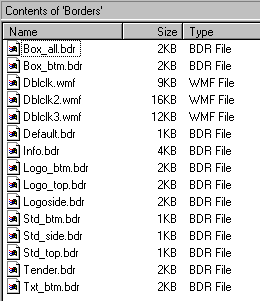 Contents of 'Borders'
Name Size Type
Box_all.bdr 2KB BDR File
Box_btm.bdr 2KB BDR File
Dblclk.wmf 9KB WMF File
Dblclk2.wmf 16KB WMF File
Dblclk3.wmf 12KB WMF File
Default.bdr 1KB BDR File
Info.bdr 4KB BDR File
Logo_btm.bdr 2KB BDR File
Logo_top.bdr 2KB BDR File
Logoside.bdr 2KB BDR File
Std_btm.bdr 1KB BDR File
Std_side.bdr 1KB BDR File
Std_top.bdr 1KB BDR File
Tender.bdr 2KB BDR File
Txt_btm.bdr 2KB BDR File